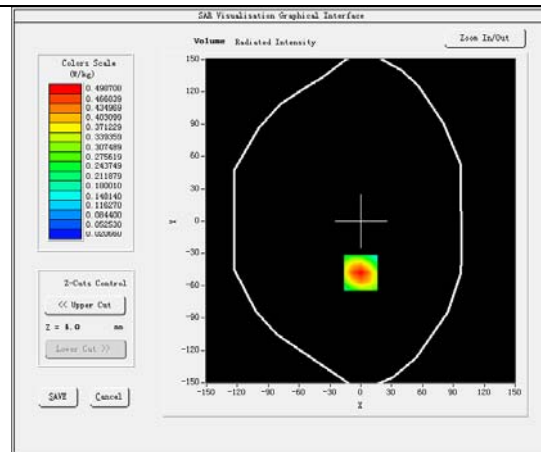 SAR Visualisation Graphical Interface
Volume Radiated Intensity
Zoom In/Out
Colors Scale
(W/kg)
0.498708
0.466839
0.434969
0.403099
0.371229
0.339359
0.307489
0.275619
0.243749
0.211879
0.180010
0.148140
0.116270
0.084400
0.052530
0.020660
150
120
90
60
30
0
-30
-60
-90
-120
-150
Y
-150 -120 -90 -60 -30 0 30 60 90 120 150
X
Z-Cuts Control
<< Upper Cut
Z = 4.0 mm
Lower Cut >>
SAVE Cancel